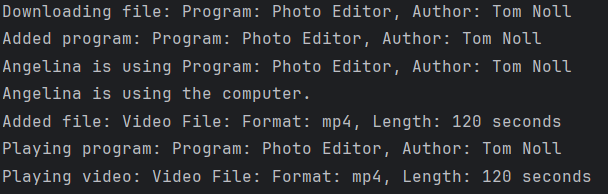 Downloading file: Program: Photo Editor, Author: Tom Noll
Added program: Program: Photo Editor, Author: Tom Noll
Angelina is using Program: Photo Editor, Author: Tom Noll
Angelina is using the computer.
Added file: Video File: Format: mp4, Length: 120 seconds
Playing program: Program: Photo Editor, Author: Tom Noll
Playing video: Video File: Format: mp4, Length: 120 seconds